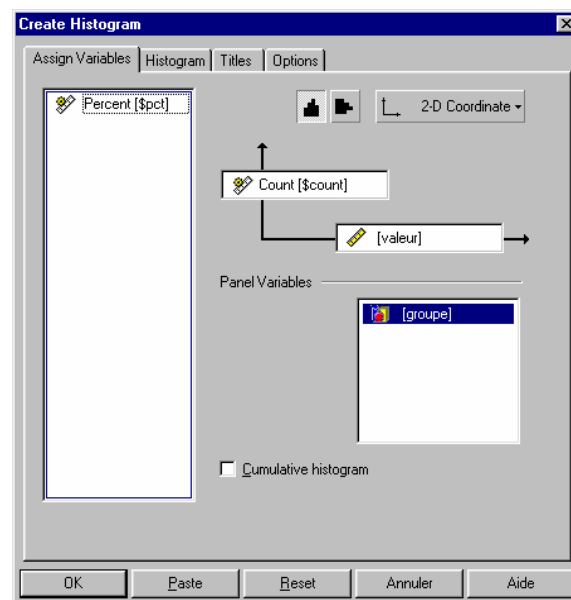 Create Histogram
Assign Variables Histogram Titles Options
Percent [$pct]
2-D Coordinate
Count [$count]
[valeur]
Panel Variables
[groupe]
Cumulative histogram
OK Paste Reset Annuler Aide